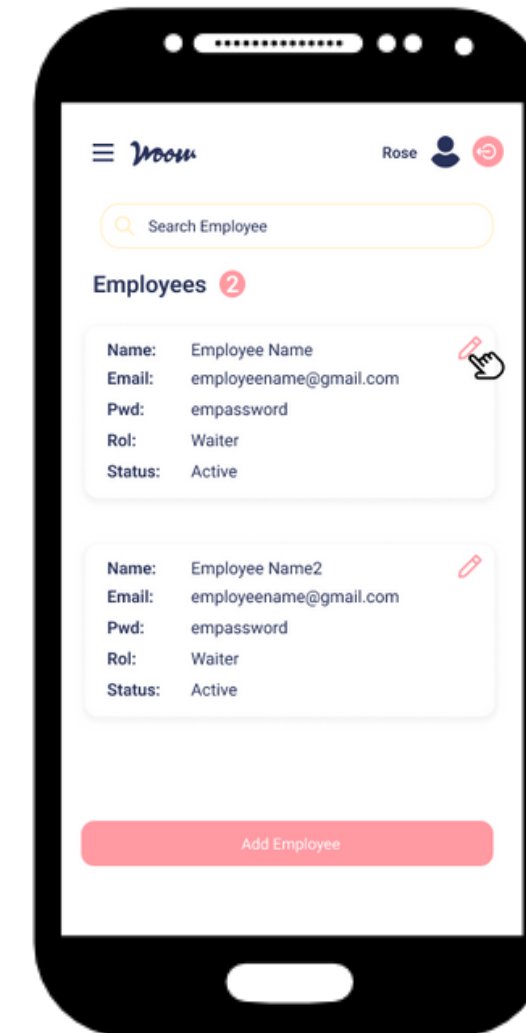 Woow
Rose
Search Employee
Employees 2
Name: Employee Name
Email: employeename@gmail.com
Pwd: empassword
Rol: Waiter
Status: Active
Name: Employee Name2
Email: employeename@gmail.com
Pwd: empassword
Rol: Waiter
Status: Active
Add Employee